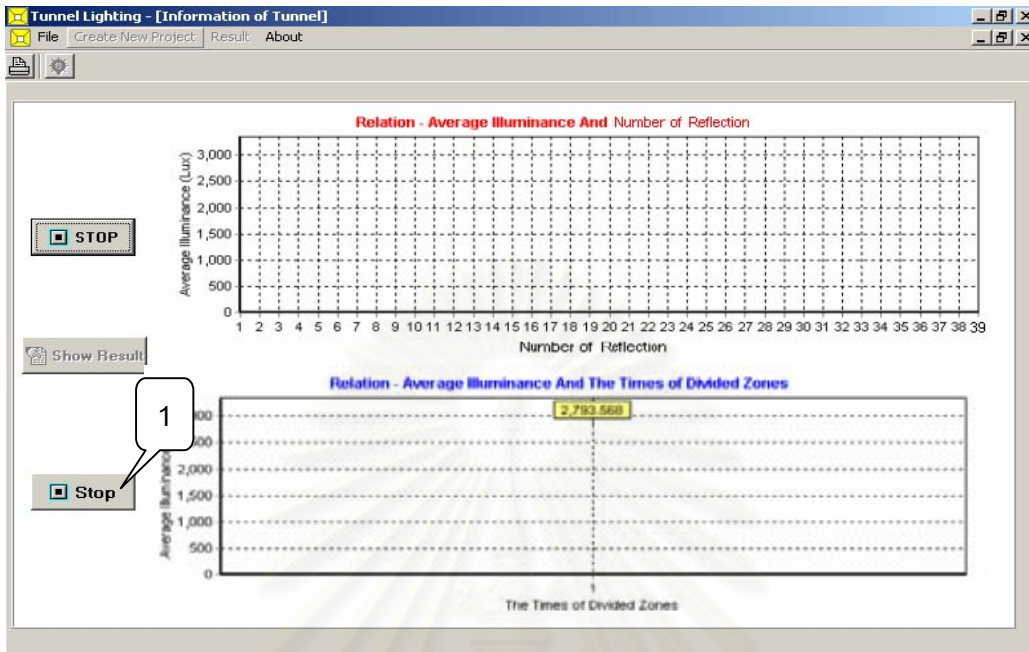 Tunnel Lighting - [Information of Tunnel]
File Create New Project Result About
Relation - Average Illuminance And Number of Reflection
Average Illuminance (Lux)
3,000
2,500
2,000
1,500
1,000
500
0
1 2 3 4 5 6 7 8 9 10 11 12 13 14 15 16 17 18 19 20 21 22 23 24 25 26 27 28 29 30 31 32 33 34 35 36 37 38 39
Number of Reflection
STOP
Show Result
Relation - Average Illuminance And The Times of Divided Zones
2,793.568
1
Average Illuminance
2,000
1,500
1,000
500
0
1
The Times of Divided Zones
Stop